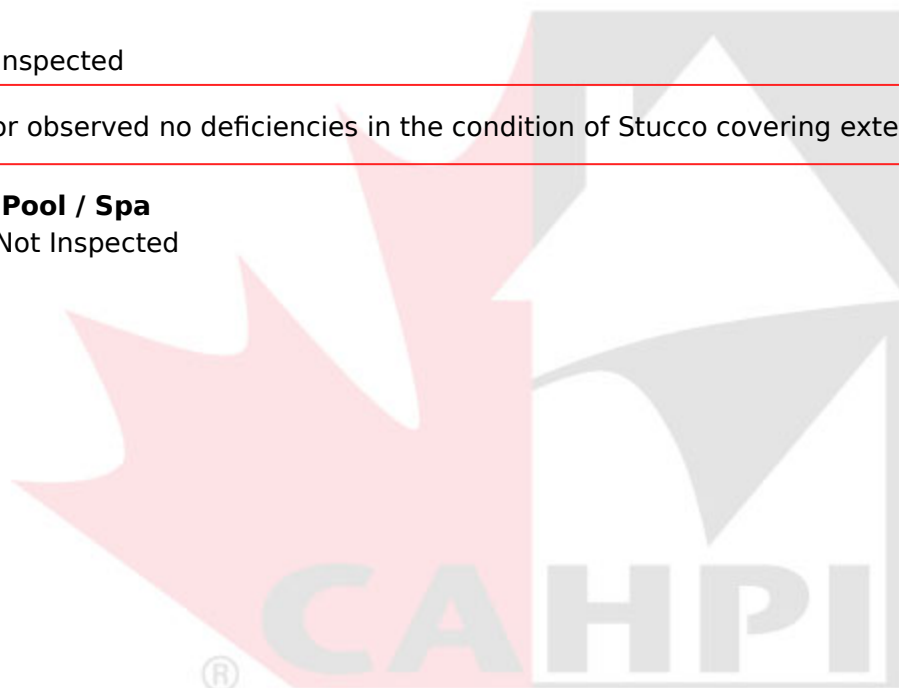 nspected
or observed no deficiencies in the condition of Stucco covering exte
Pool / Spa
Not Inspected
CAHPI
®